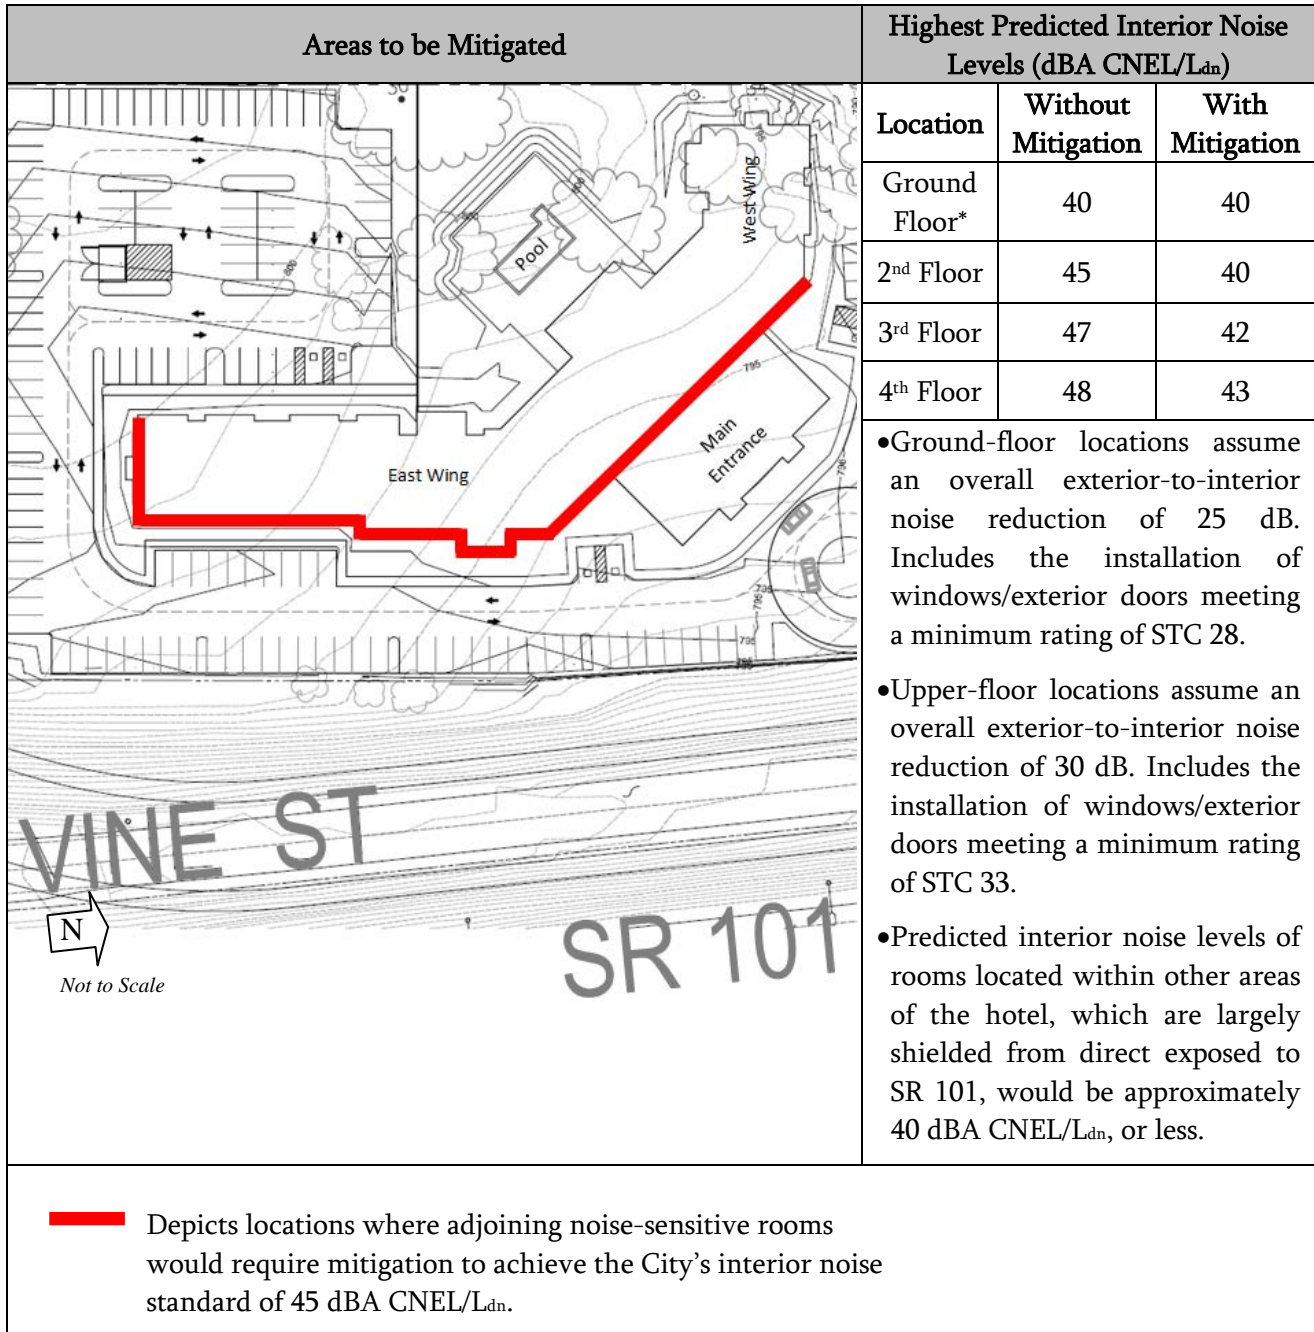 Areas to be Mitigated
Highest Predicted Interior Noise
Levels (dBA CNEL/Ldn)
Location
Without
Mitigation
With
Mitigation
Ground
Floor*
40
40
2nd Floor
45
40
3rd Floor
47
42
4th Floor
48
43
•Ground-floor locations assume
an overall exterior-to-interior
noise reduction of 25 dB.
Includes the installation of
windows/exterior doors meeting
a minimum rating of STC 28.
•Upper-floor locations assume an
overall exterior-to-interior noise
reduction of 30 dB. Includes the
installation of windows/exterior
doors meeting a minimum rating
of STC 33.
•Predicted interior noise levels of
rooms located within other areas
of the hotel, which are largely
shielded from direct exposed to
SR 101, would be approximately
40 dBA CNEL/Ldn, or less.
West Wing
Pool
800
800
795
Main
Entrance
East Wing
796
795
796
795
VINE ST
SR 101
N
Not to Scale
Depicts locations where adjoining noise-sensitive rooms
would require mitigation to achieve the City's interior noise
standard of 45 dBA CNEL/Ldn.